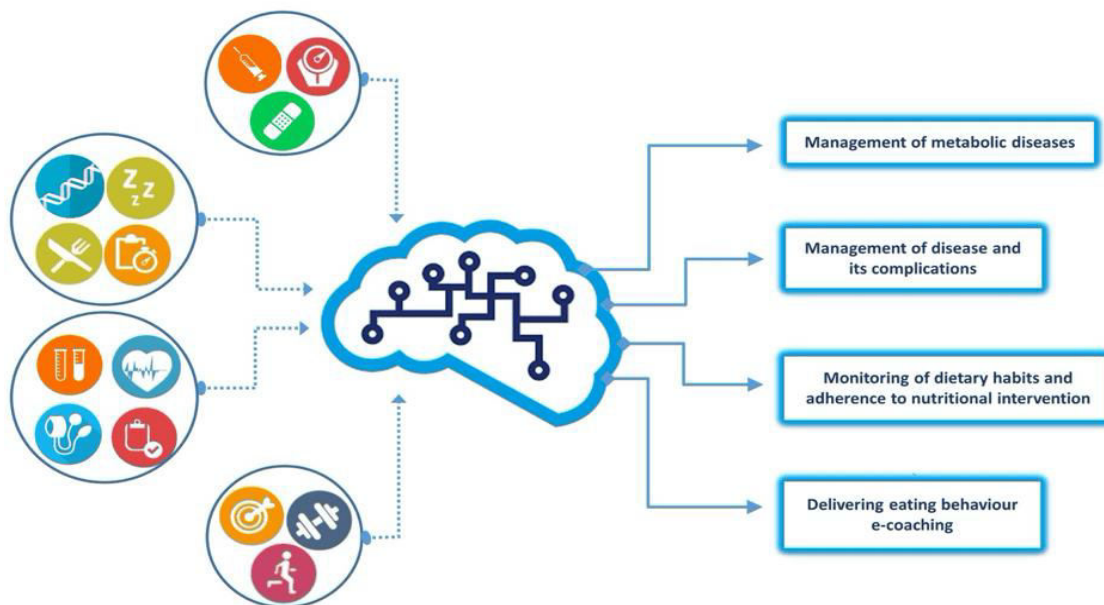 Z Z
Z
Management of metabolic diseases
Management of disease and
its complications
Monitoring of dietary habits and
adherence to nutritional intervention
Delivering eating behaviour
e-coaching